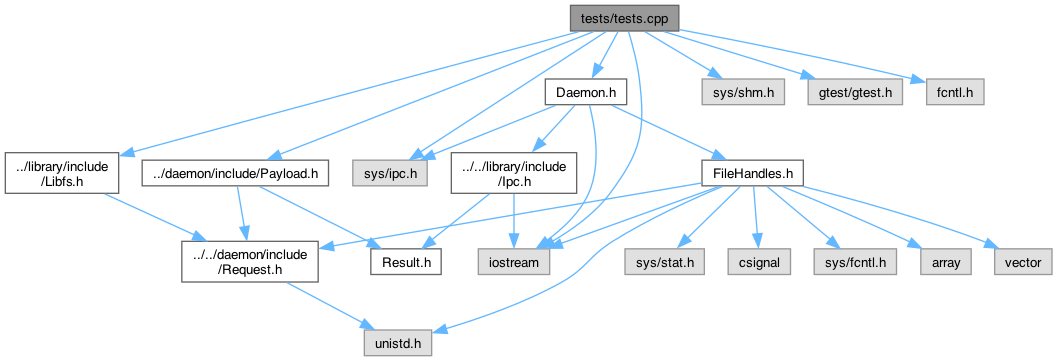 tests/tests.cpp
Daemon.h
sys/shm.h
gtest/gtest.h
fcntl.h
../library/include
/Libfs.h
../daemon/include/Payload.h
sys/ipc.h
../../library/include
/Ipc.h
FileHandles.h
../../daemon/include
/Request.h
Result.h
iostream
sys/stat.h
csignal
sys/fcntl.h
array
vector
unistd.h